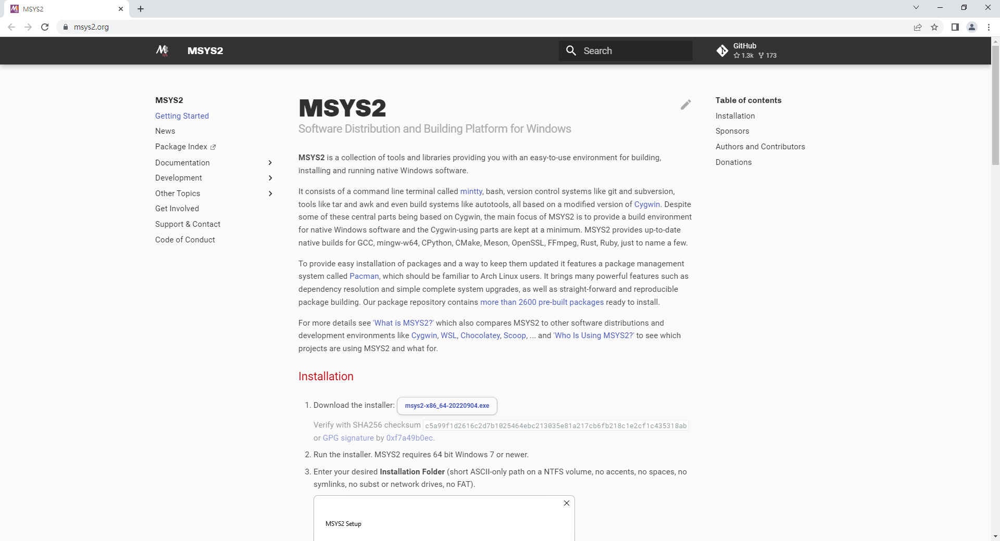 MSYS2
msys2.org
MSYS2
Search
GitHub
1.3k 173
MSYS2
Getting Started
News
Package Index
Documentation
Development
Other Topics
Get Involved
Support & Contact
Code of Conduct
MSYS2
Software Distribution and Building Platform for Windows
MSYS2 is a collection of tools and libraries providing you with an easy-to-use environment for building,
installing and running native Windows software.
It consists of a command line terminal called mintty, bash, version control systems like git and subversion,
tools like tar and awk and even build systems like autotools, all based on a modified version of Cygwin. Despite
some of these central parts being based on Cygwin, the main focus of MSYS2 is to provide a build environment
for native Windows software and the Cygwin-using parts are kept at a minimum. MSYS2 provides up-to-date
native builds for GCC, mingw-w64, CPython, CMake, Meson, OpenSSL, FFmpeg, Rust, Ruby, just to name a few.
To provide easy installation of packages and a way to keep them updated it features a package management
system called Pacman, which should be familiar to Arch Linux users. It brings many powerful features such as
dependency resolution and simple complete system upgrades, as well as straight-forward and reproducible
package building. Our package repository contains more than 2600 pre-built packages ready to install.
For more details see 'What is MSYS2?' which also compares MSYS2 to other software distributions and
development environments like Cygwin, WSL, Chocolatey, Scoop, ... and 'Who Is Using MSYS2?' to see which
projects are using MSYS2 and what for.
Installation
1. Download the installer: msys2-x86_64-20220904.exe
Verify with SHA256 checksum c5a99f1d2616c2d7b1025464ebc213035e81a217cb6fb218c1e2cf1c435318ab
or GPG signature by 0xf7a49b0ec.
2. Run the installer. MSYS2 requires 64 bit Windows 7 or newer.
3. Enter your desired Installation Folder (short ASCII-only path on a NTFS volume, no accents, no spaces, no
symlinks, no subst or network drives, no FAT).
MSYS2 Setup
Table of contents
Installation
Sponsors
Authors and Contributors
Donations